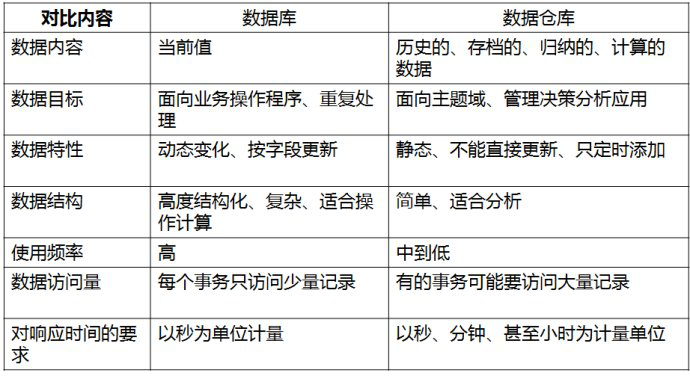 对比内容 数据库 数据仓库
数据内容 当前值 历史的、存档的、归纳的、计算的
数据
数据目标 面向业务操作程序、重复处 面向主题域、管理决策分析应用
理
数据特性 动态变化、按字段更新 静态、不能直接更新、只定时添加
数据结构 高度结构化、复杂、适合操 简单、适合分析
作计算
使用频率 高 中到低
数据访问量 每个事务只访问少量记录 有的事务可能要访问大量记录
对响应时间的要 以秒为单位计量 以秒、分钟、甚至小时为计量单位
求